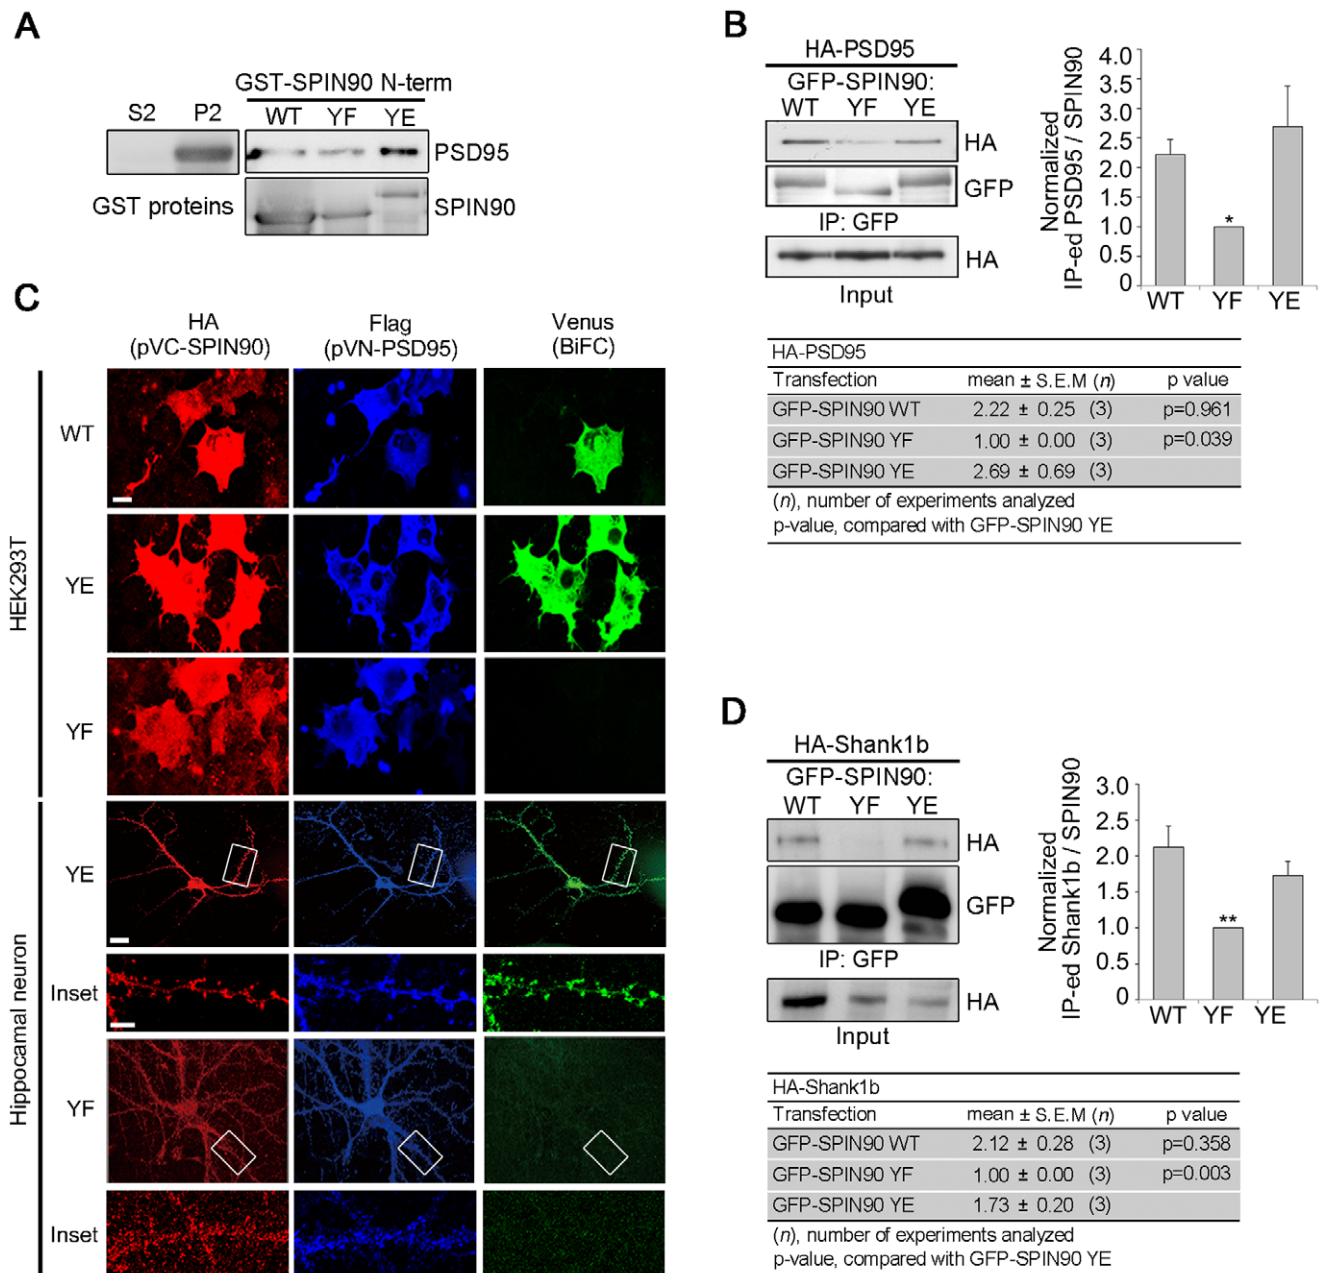 A
GST-SPIN90 N-term
S2 P2 WT YF YE
PSD95
GST proteins SPIN90
B
HA-PSD95
GFP-SPIN90:
WT YF YE
HA
GFP
IP: GFP
HA
Input
Normalized
IP-ed PSD95 / SPIN90
4.0
3.5
3.0
2.5
2.0
1.5
1.0
0.5
0
*
WT YF YE
HA-PSD95
Transfection mean ± S.E.M (n) p value
GFP-SPIN90 WT 2.22 ± 0.25 (3) p=0.961
GFP-SPIN90 YF 1.00 ± 0.00 (3) p=0.039
GFP-SPIN90 YE 2.69 ± 0.69 (3)
(n), number of experiments analyzed
p-value, compared with GFP-SPIN90 YE
C
HA
(pVC-SPIN90)
Flag
(pVN-PSD95)
Venus
(BiFC)
HEK293T
WT
YE
YF
Hippocampal neuron
YE
Inset
YF
Inset
D
HA-Shank1b
GFP-SPIN90:
WT YF YE
HA
GFP
IP: GFP
HA
Input
Normalized
IP-ed Shank1b / SPIN90
3.0
2.5
2.0
1.5
1.0
0.5
0
**
WT YF YE
HA-Shank1b
Transfection mean ± S.E.M (n) p value
GFP-SPIN90 WT 2.12 ± 0.28 (3) p=0.358
GFP-SPIN90 YF 1.00 ± 0.00 (3) p=0.003
GFP-SPIN90 YE 1.73 ± 0.20 (3)
(n), number of experiments analyzed
p-value, compared with GFP-SPIN90 YE